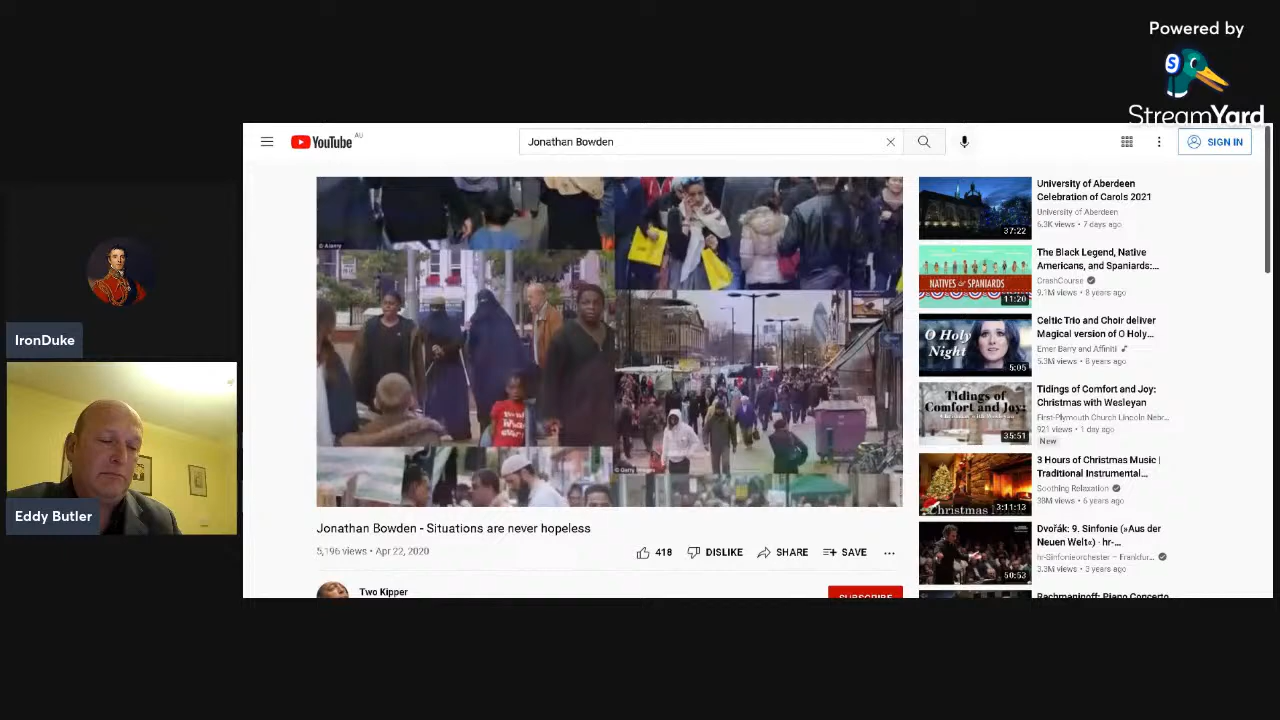 Powered by
StreamYard
YouTube AU
Jonathan Bowden
SIGN IN
© Alamy
© Getty Images
IronDuke
Eddy Butler
Jonathan Bowden - Situations are never hopeless
5,196 views • Apr 22, 2020
418
DISLIKE
SHARE
SAVE
Two Kipper
SUBSCRIBE
37:22
University of Aberdeen
Celebration of Carols 2021
University of Aberdeen
6.3K views • 7 days ago
NATIVES & SPANIARDS
11:20
The Black Legend, Native
Americans, and Spaniards:...
CrashCourse
9.1M views • 8 years ago
O HOLY
NIGHT
5:05
Celtic Trio and Choir deliver
Magical version of O Holy...
Emer Barry and Affiniti
5.3M views • 8 years ago
Tidings of
Comfort and Joy:
35:51
Tidings of Comfort and Joy:
Christmas with Wesleyan
First-Plymouth Church Lincoln Nebr...
921 views • 1 day ago
New
Christmas
3:11:13
3 Hours of Christmas Music |
Traditional Instrumental...
Soothing Relaxation
38M views • 6 years ago
50:53
Dvořák: 9. Sinfonie (»Aus der
Neuen Welt«) · hr-...
hr-Sinfonieorchester – Frankfur...
3.3M views • 3 years ago
Rachmaninoff: Piano Concerto